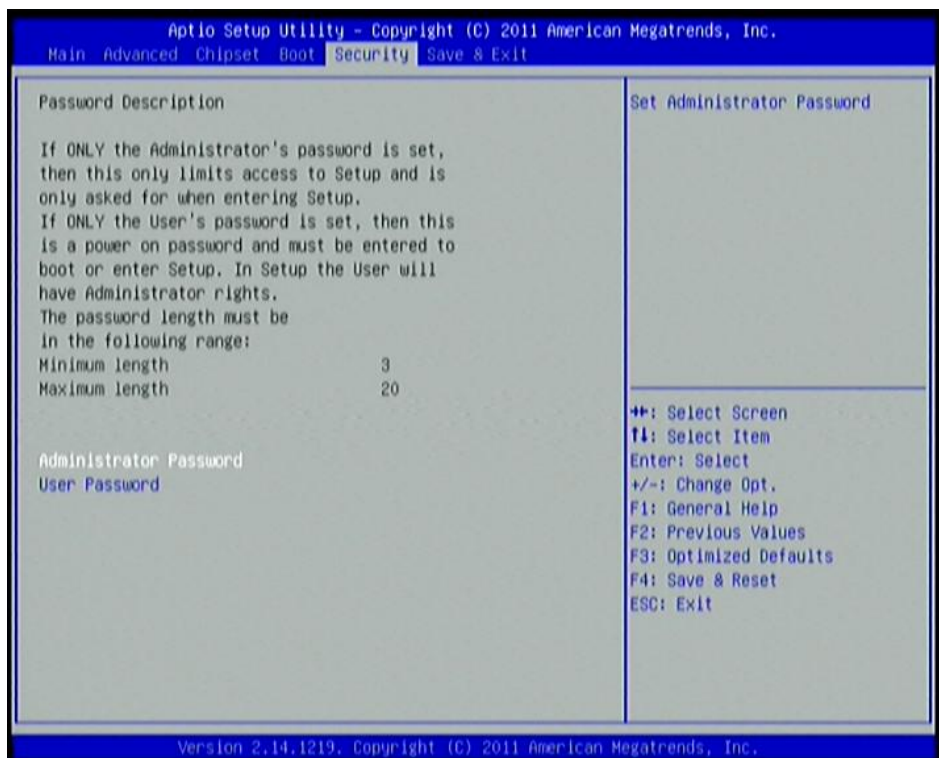 Aptio Setup Utility – Copyright (C) 2011 American Megatrends, Inc.
Main Advanced Chipset Boot Security Save & Exit
Password Description
If ONLY the Administrator's password is set,
then this only limits access to Setup and is
only asked for when entering Setup.
If ONLY the User's password is set, then this
is a power on password and must be entered to
boot or enter Setup. In Setup the User will
have Administrator rights.
The password length must be
in the following range:
Minimum length 3
Maximum length 20
Administrator Password
User Password
Set Administrator Password
→←: Select Screen
↑↓: Select Item
Enter: Select
+/-: Change Opt.
F1: General Help
F2: Previous Values
F3: Optimized Defaults
F4: Save & Reset
ESC: Exit
Version 2.14.1219. Copyright (C) 2011 American Megatrends, Inc.